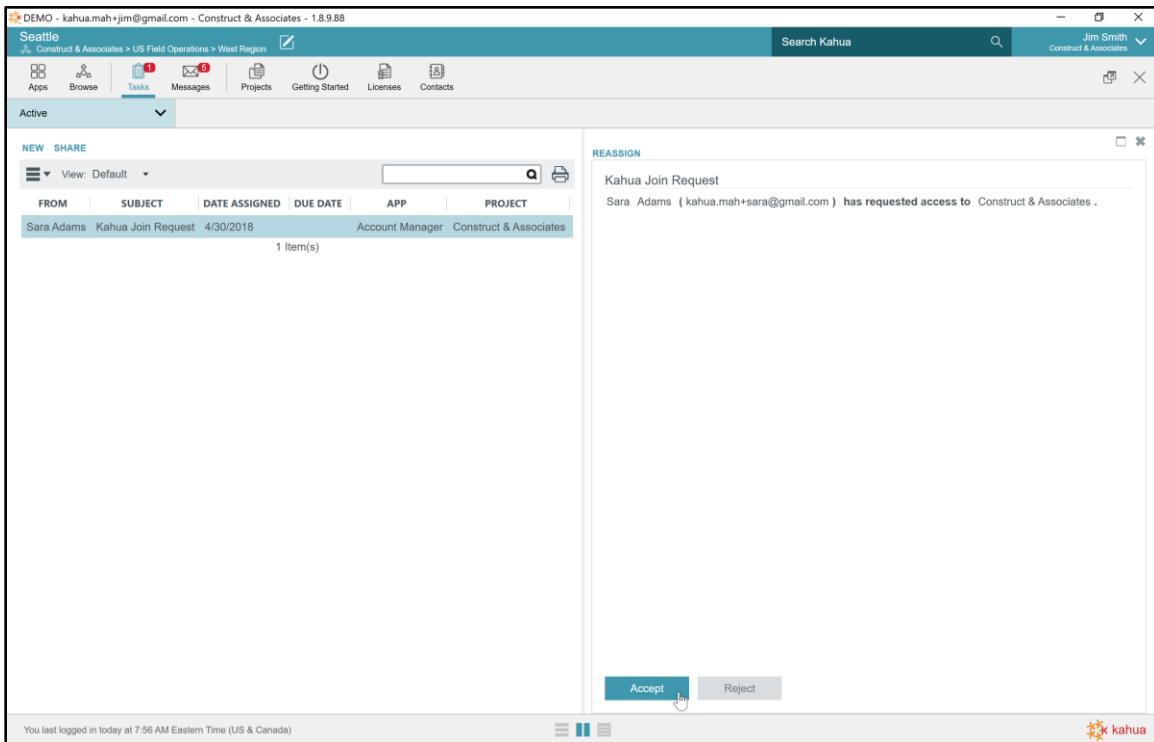 DEMO - kahua.mah+jim@gmail.com - Construct & Associates - 1.8.9.88
Seattle
Construct & Associates > US Field Operations > West Region
Search Kahua
Jim Smith
Construct & Associates
1
5
Apps Browse Tasks Messages Projects Getting Started Licenses Contacts
Active
NEW SHARE
View: Default
FROM SUBJECT DATE ASSIGNED DUE DATE APP PROJECT
Sara Adams Kahua Join Request 4/30/2018 Account Manager Construct & Associates
1 Item(s)
REASSIGN
Kahua Join Request
Sara Adams ( kahua.mah+sara@gmail.com ) has requested access to Construct & Associates .
Accept Reject
You last logged in today at 7:56 AM Eastern Time (US & Canada)
kahua